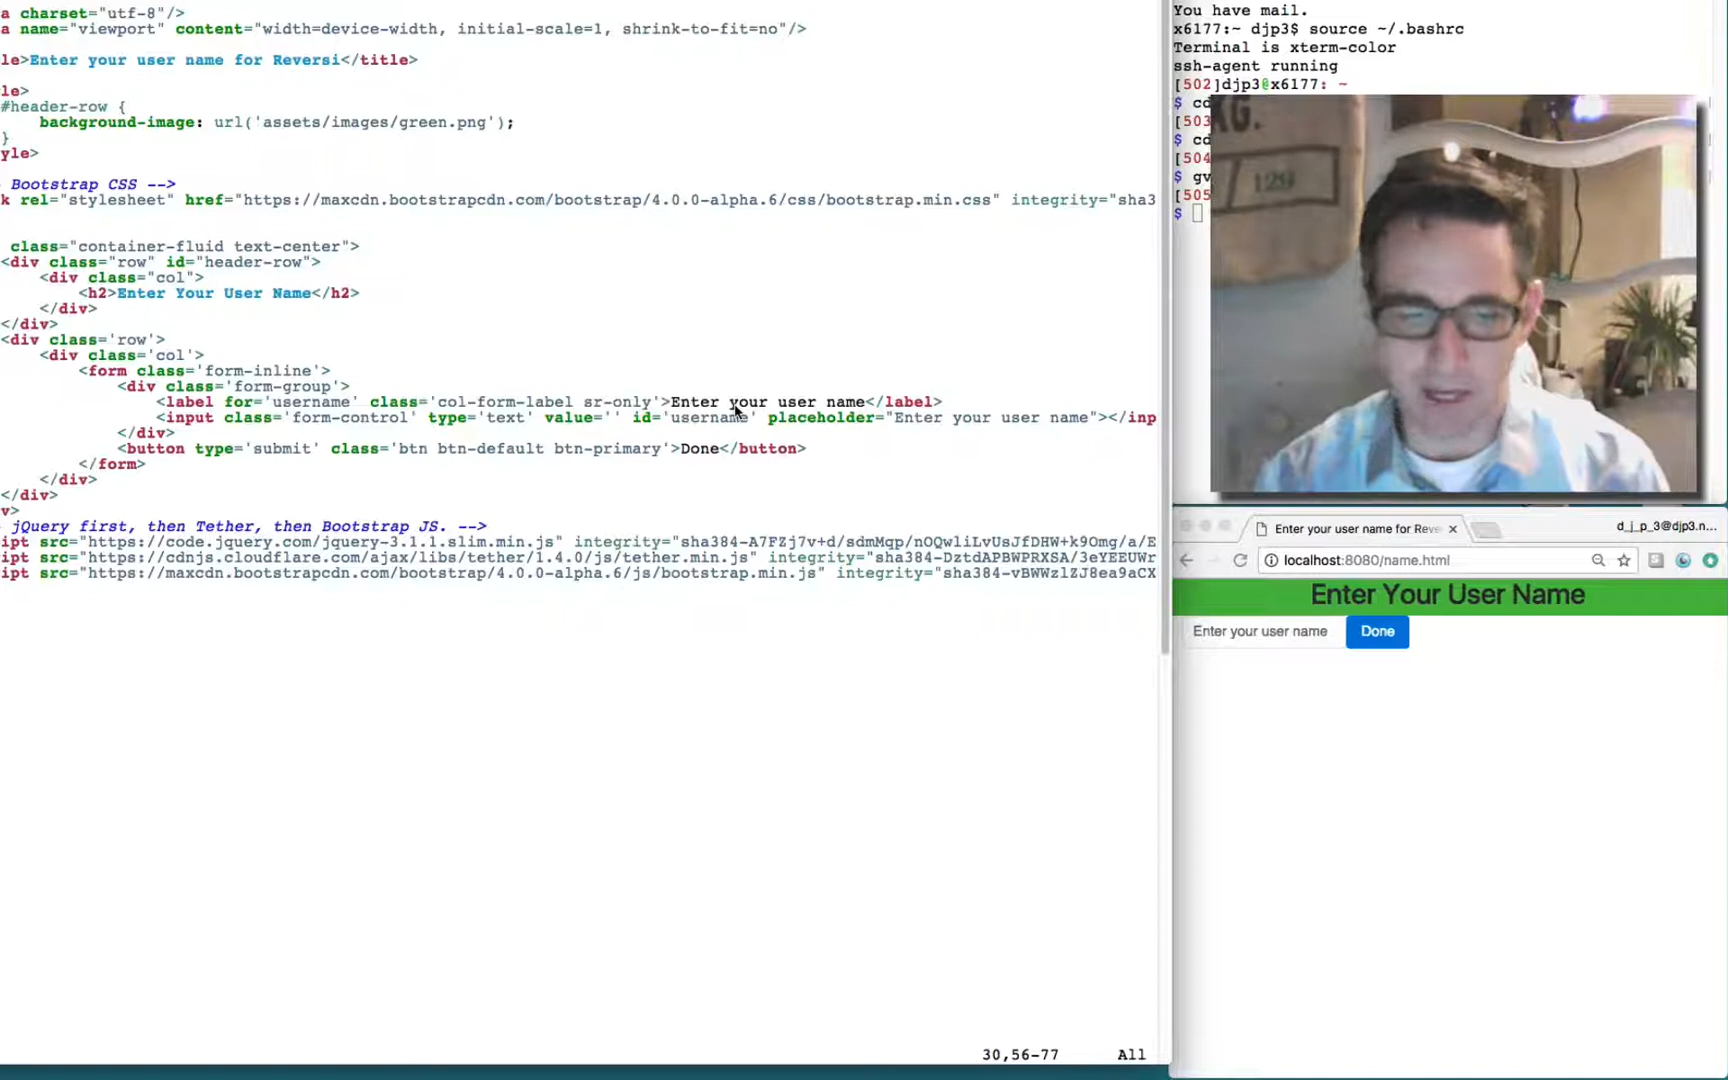 a charset="utf-8"/>
a name="viewport" content="width=device-width, initial-scale=1, shrink-to-fit=no"/>
le>Enter your user name for Reversi</title>
le>
#header-row {
background-image: url('assets/images/green.png');
}
yle>
Bootstrap CSS -->
k rel="stylesheet" href="https://maxcdn.bootstrapcdn.com/bootstrap/4.0.0-alpha.6/css/bootstrap.min.css" integrity="sha3
class="container-fluid text-center">
<div class="row" id="header-row">
<div class="col">
<h2>Enter Your User Name</h2>
</div>
</div>
<div class='row'>
<div class='col'>
<form class='form-inline'>
<div class='form-group'>
<label for='username' class='col-form-label sr-only'>Enter your user name</label>
<input class='form-control' type='text' value='' id='username' placeholder="Enter your user name"></inp
</div>
<button type='submit' class='btn btn-default btn-primary'>Done</button>
</form>
</div>
</div>
v>
jQuery first, then Tether, then Bootstrap JS. -->
ipt src="https://code.jquery.com/jquery-3.1.1.slim.min.js" integrity="sha384-A7FZj7v+d/sdmMqp/nOQwliLvUsJfDHW+k9Omg/a/E
ipt src="https://cdnjs.cloudflare.com/ajax/libs/tether/1.4.0/js/tether.min.js" integrity="sha384-DztdAPBWPRXSA/3eYEEUWr
ipt src="https://maxcdn.bootstrapcdn.com/bootstrap/4.0.0-alpha.6/js/bootstrap.min.js" integrity="sha384-vBWWzlZJ8ea9aCX
30,56-77 All
You have mail.
x6177:~ djp3$ source ~/.bashrc
Terminal is xterm-color
ssh-agent running
[502]djp3@x6177: ~
$ cd
[503
$ cd
[504
$ gv
[505
$
KG.
129
Enter your user name for Reve
d_j_p_3@djp3.n...
localhost:8080/name.html
Enter Your User Name
Enter your user name
Done